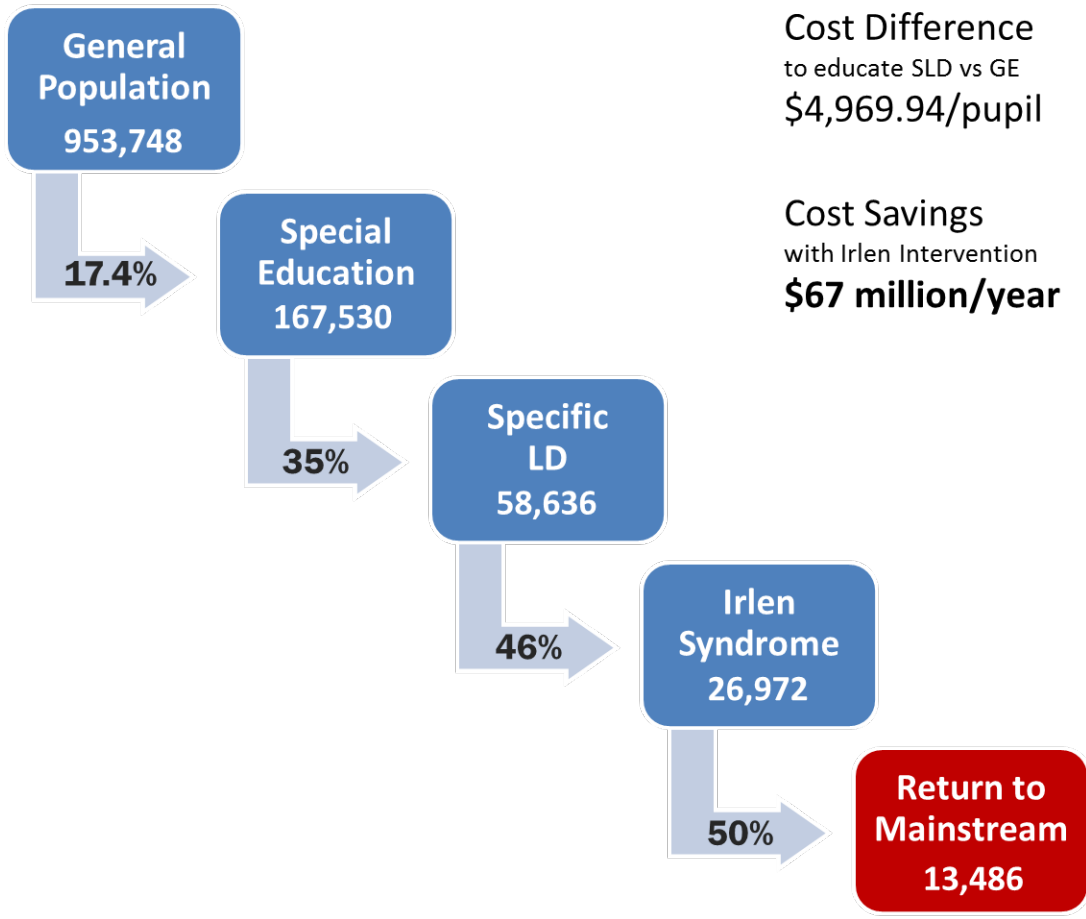 General
Population
953,748
17.4%
Special
Education
167,530
35%
Specific
LD
58,636
46%
Irlen
Syndrome
26,972
50%
Return to
Mainstream
13,486
Cost Difference
to educate SLD vs GE
$4,969.94/pupil
Cost Savings
with Irlen Intervention
$67 million/year